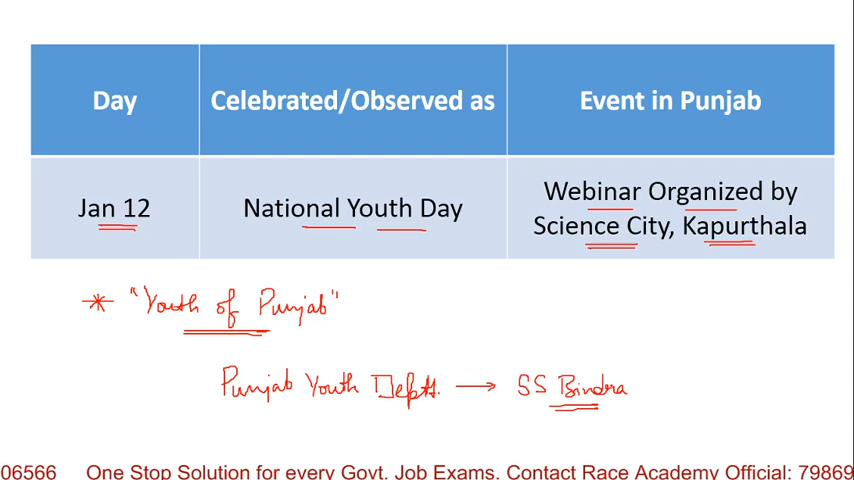 Day Celebrated/Observed as Event in Punjab
Jan 12 National Youth Day Webinar Organized by
Science City, Kapurthala
* "Youth of Punjab"
Punjab Youth Deptt. → SS Bindra
06566 One Stop Solution for every Govt. Job Exams. Contact Race Academy Official: 79869